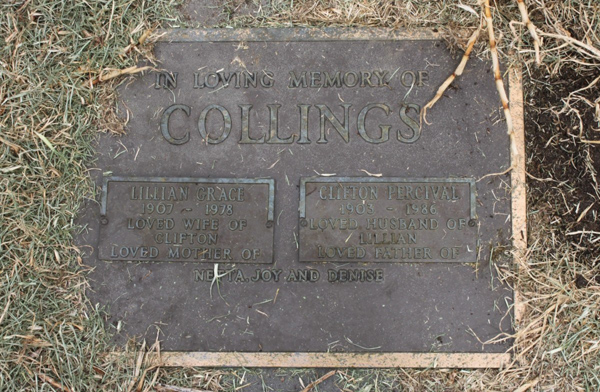 IN LOVING MEMORY OF
COLLINGS
LILLIAN GRACE
1907 ~ 1978
LOVED WIFE OF
CLIFTON
LOVED MOTHER OF
CLIFTON PERCIVAL
~ 1986
LOVED HUSBAND OF
LILLIAN
LOVED FATHER OF
NETTA, JOY AND DENISE